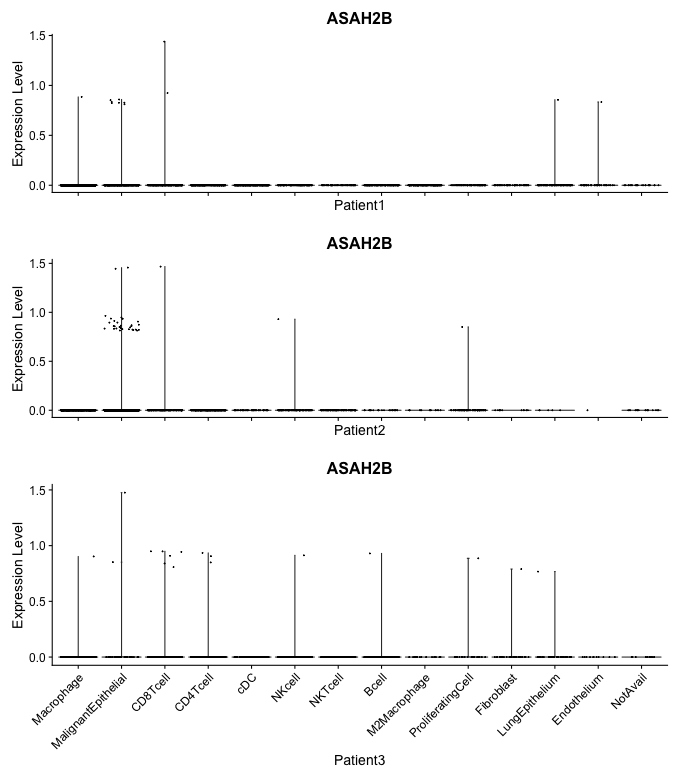 ASAH2B
1.5
1.0
0.5
0.0
Expression Level
Patient1
ASAH2B
1.5
1.0
0.5
0.0
Expression Level
Patient2
ASAH2B
1.5
1.0
0.5
0.0
Expression Level
Macrophage
MalignantEpithelial
CD8Tcell
CD4Tcell
cDC
NKcell
NKTcell
Bcell
M2Macrophage
ProliferatingCell
Fibroblast
LungEpithelium
Endothelium
NotAvail
Patient3